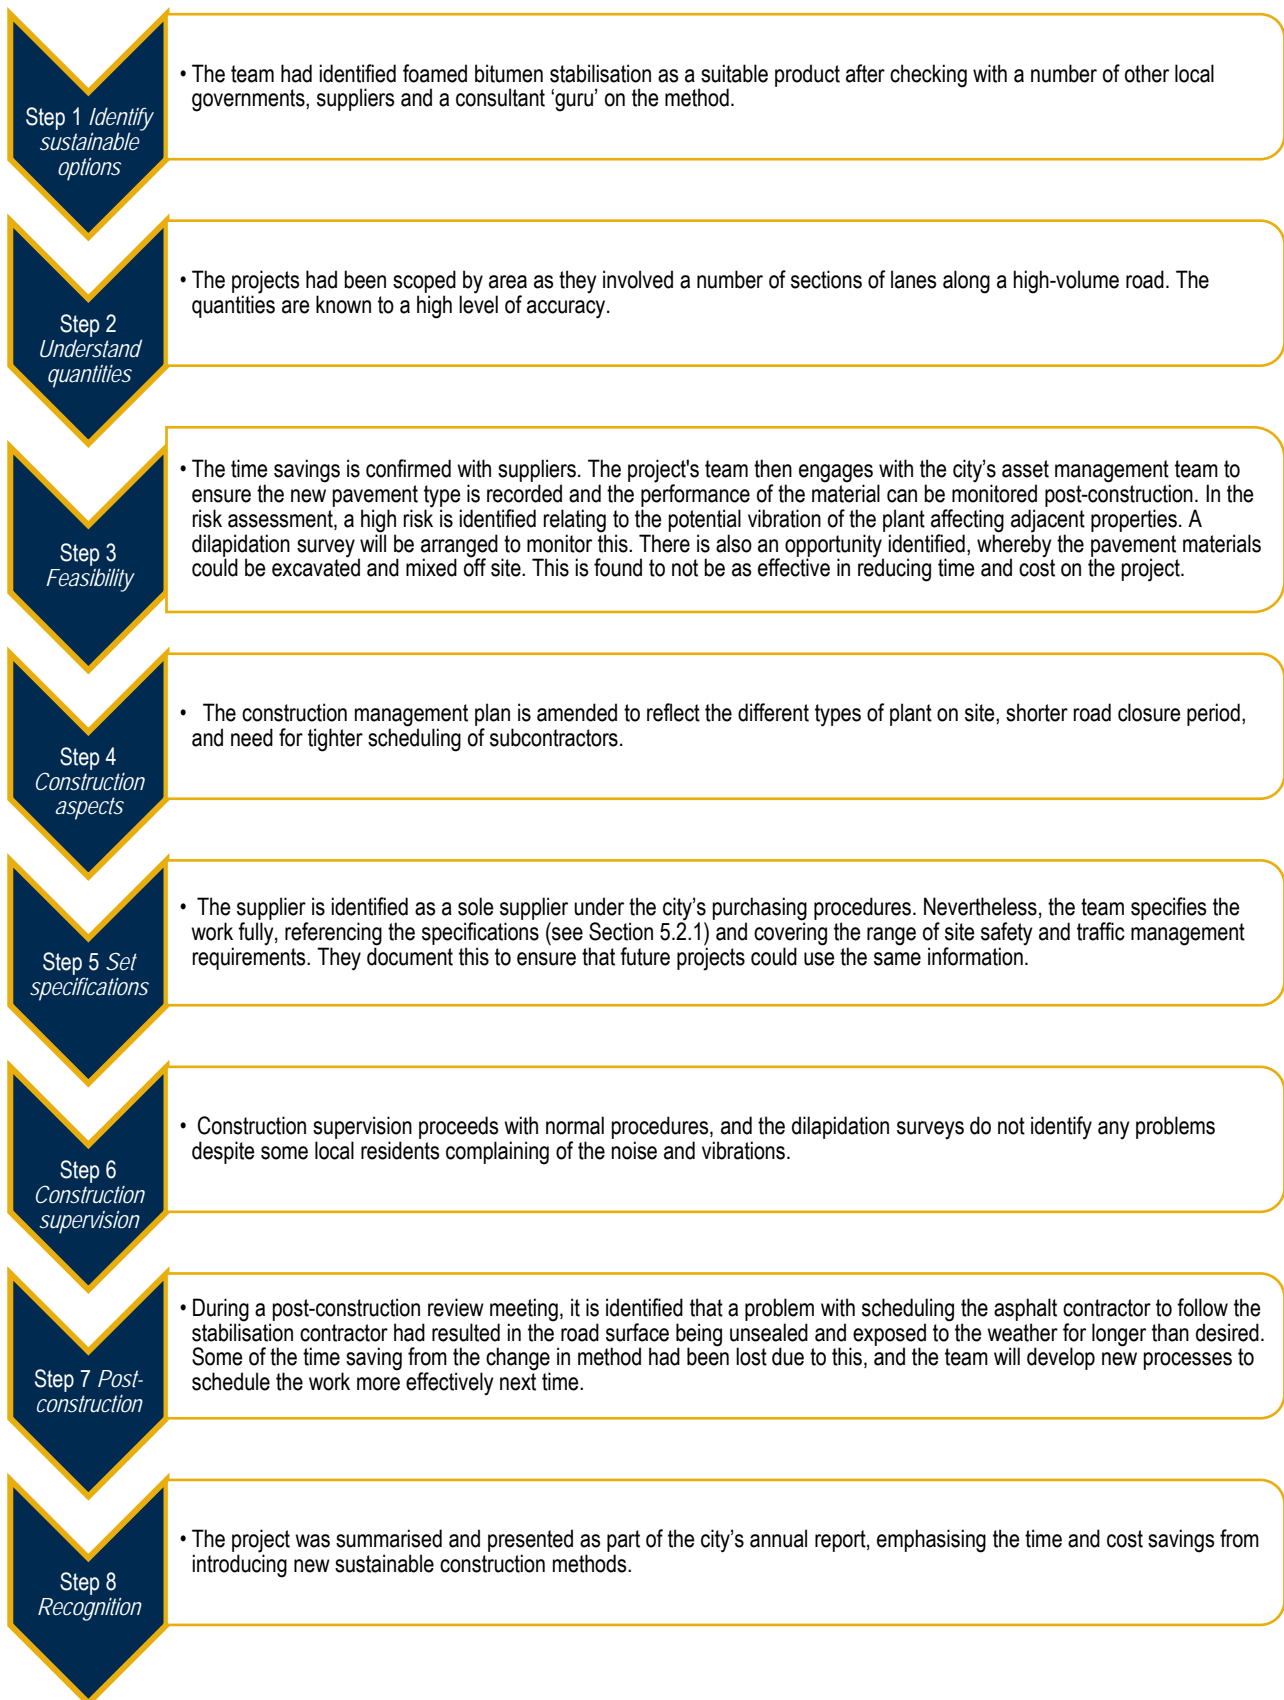 Step 1 Identify
sustainable
options
• The team had identified foamed bitumen stabilisation as a suitable product after checking with a number of other local
governments, suppliers and a consultant ‘guru’ on the method.
Step 2
Understand
quantities
• The projects had been scoped by area as they involved a number of sections of lanes along a high-volume road. The
quantities are known to a high level of accuracy.
Step 3
Feasibility
• The time savings is confirmed with suppliers. The project's team then engages with the city’s asset management team to
ensure the new pavement type is recorded and the performance of the material can be monitored post-construction. In the
risk assessment, a high risk is identified relating to the potential vibration of the plant affecting adjacent properties. A
dilapidation survey will be arranged to monitor this. There is also an opportunity identified, whereby the pavement materials
could be excavated and mixed off site. This is found to not be as effective in reducing time and cost on the project.
Step 4
Construction
aspects
• The construction management plan is amended to reflect the different types of plant on site, shorter road closure period,
and need for tighter scheduling of subcontractors.
Step 5 Set
specifications
• The supplier is identified as a sole supplier under the city’s purchasing procedures. Nevertheless, the team specifies the
work fully, referencing the specifications (see Section 5.2.1) and covering the range of site safety and traffic management
requirements. They document this to ensure that future projects could use the same information.
Step 6
Construction
supervision
• Construction supervision proceeds with normal procedures, and the dilapidation surveys do not identify any problems
despite some local residents complaining of the noise and vibrations.
Step 7 Post-
construction
• During a post-construction review meeting, it is identified that a problem with scheduling the asphalt contractor to follow the
stabilisation contractor had resulted in the road surface being unsealed and exposed to the weather for longer than desired.
Some of the time saving from the change in method had been lost due to this, and the team will develop new processes to
schedule the work more effectively next time.
Step 8
Recognition
• The project was summarised and presented as part of the city’s annual report, emphasising the time and cost savings from
introducing new sustainable construction methods.